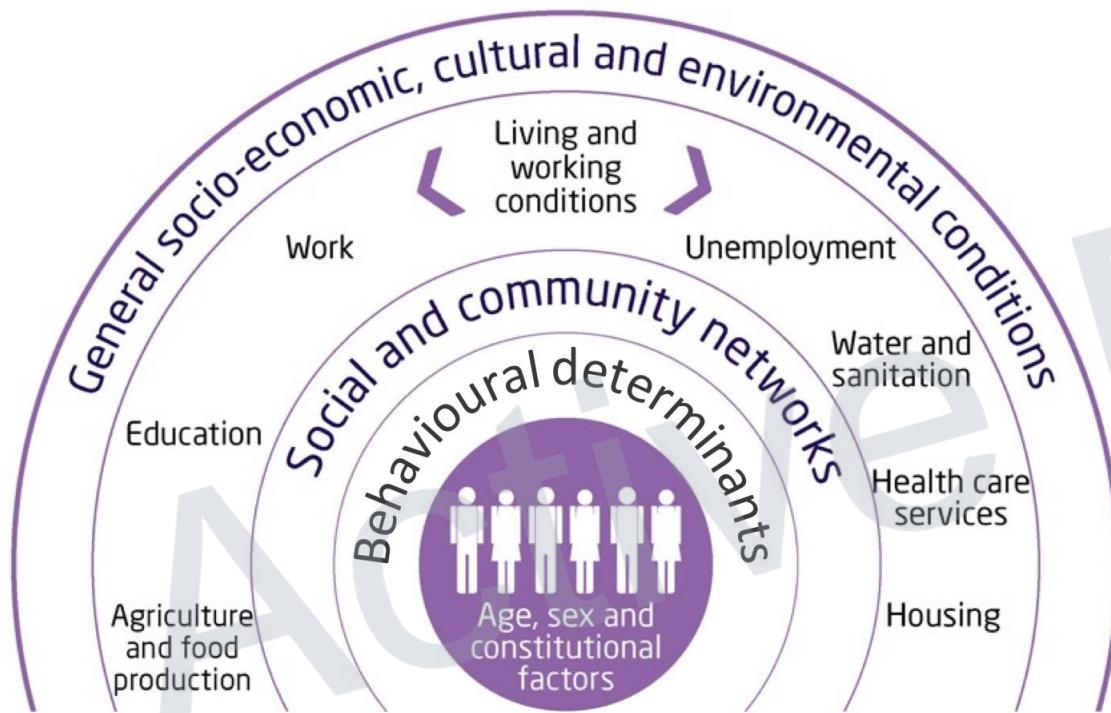 General socio-economic, cultural and environmental conditions
Living and
working
conditions
Work
Unemployment
Social and community networks
Water and
sanitation
Behavioural determinants
Education
Health care
services
Agriculture
and food
production
Housing
Age, sex and
constitutional
factors
Active